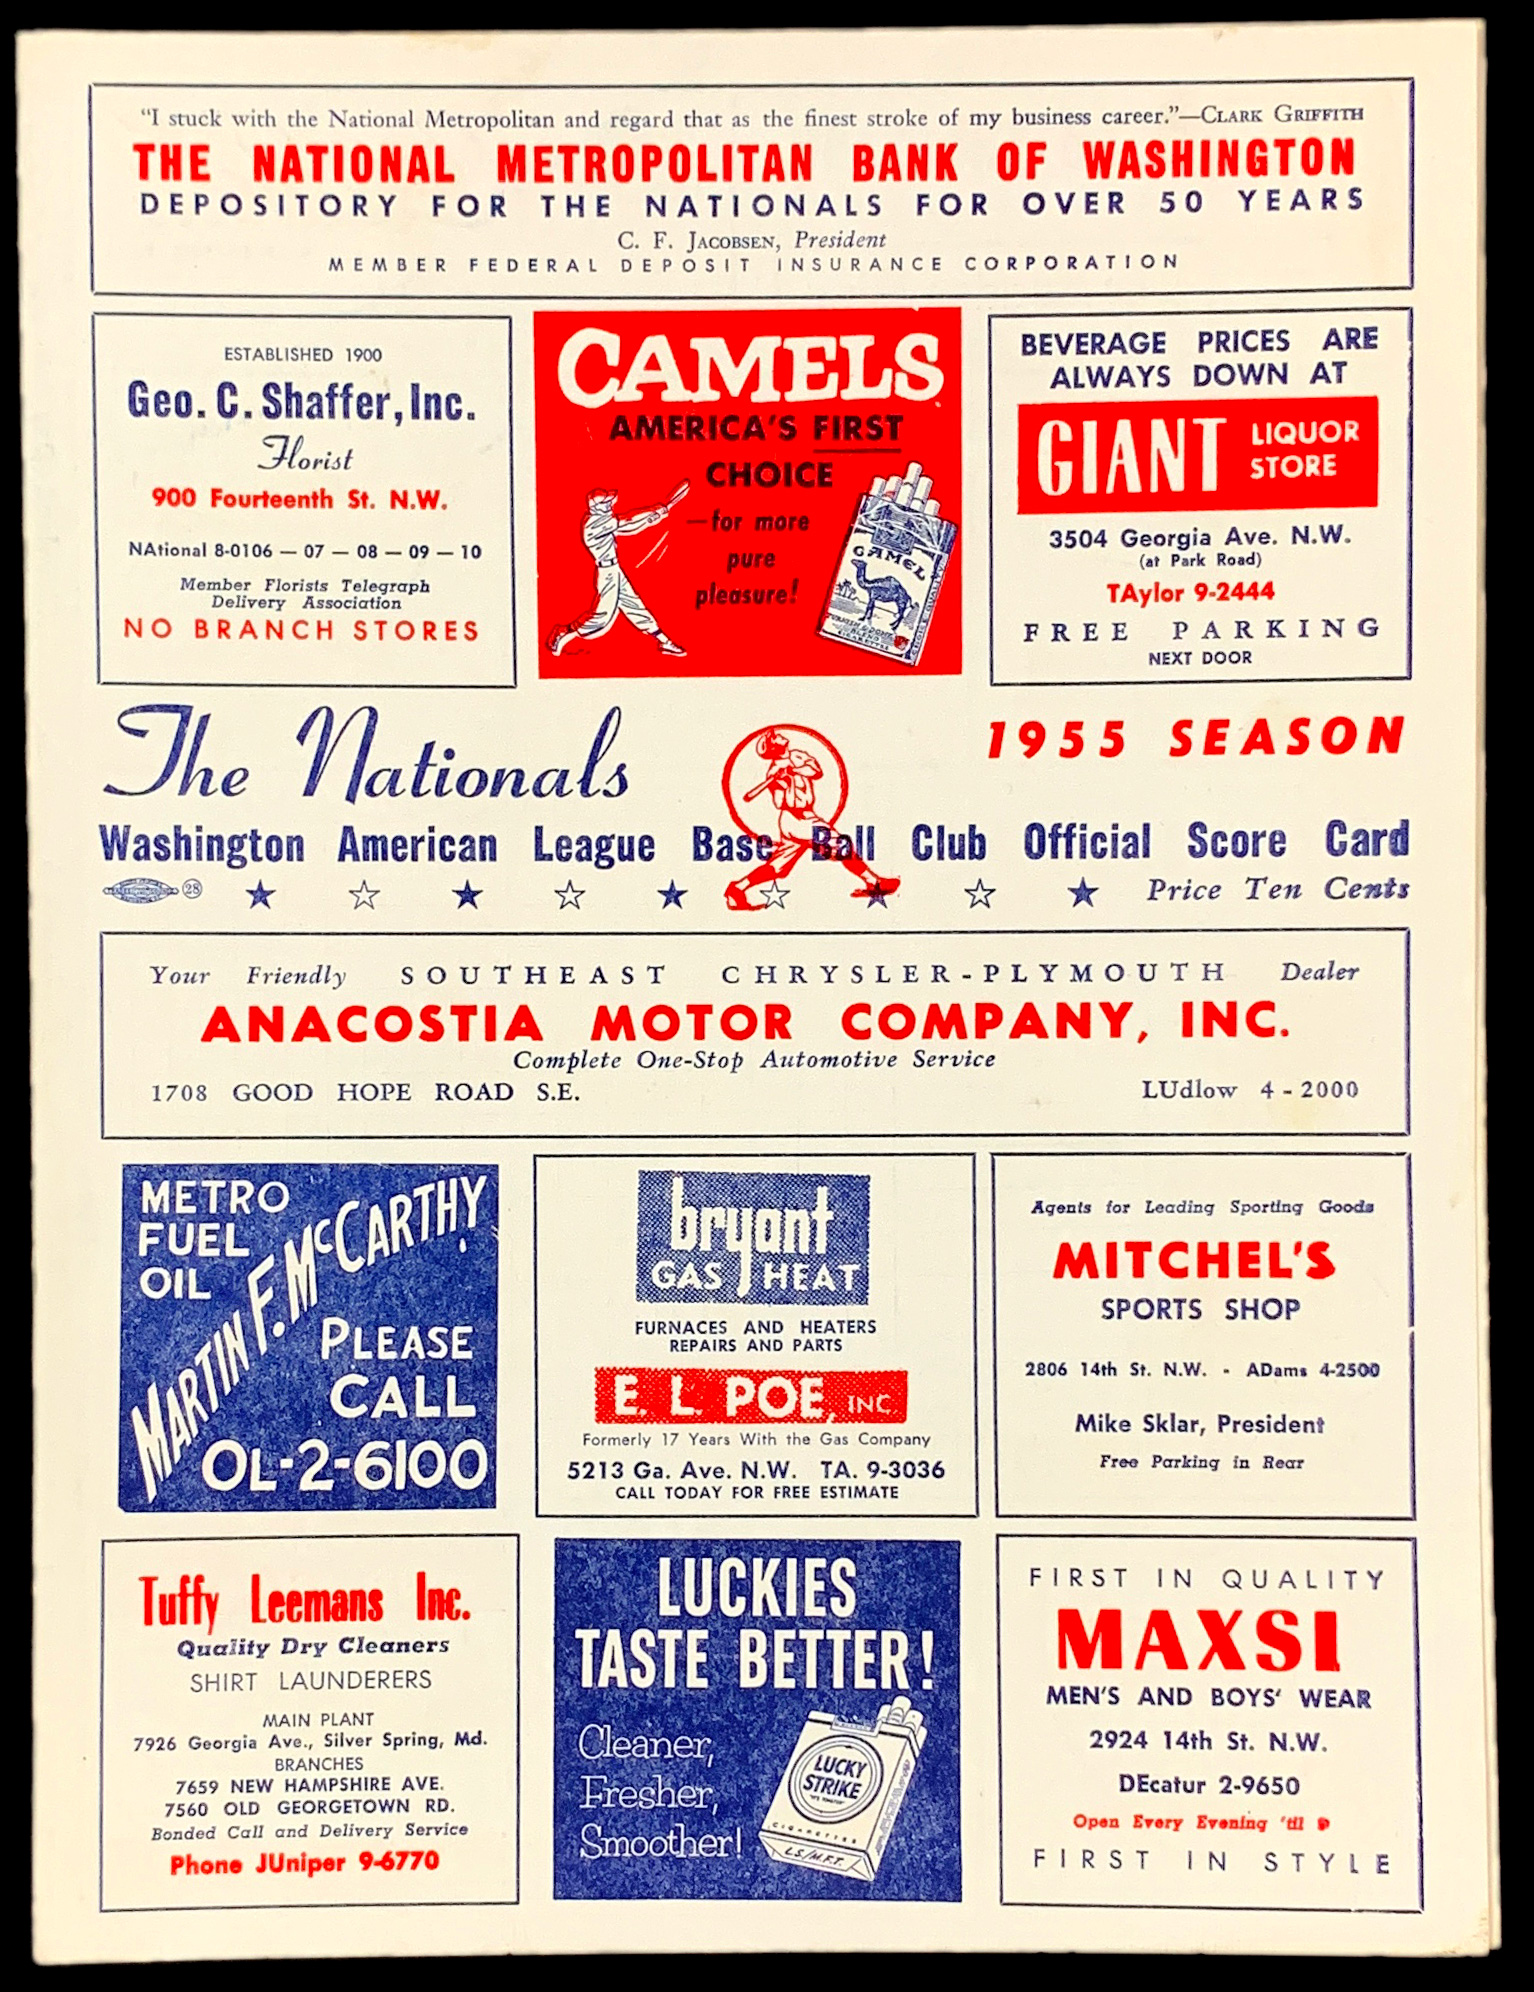 "I stuck with the National Metropolitan and regard that as the finest stroke of my business career."—CLARK GRIFFITH
THE NATIONAL METROPOLITAN BANK OF WASHINGTON
DEPOSITORY FOR THE NATIONALS FOR OVER 50 YEARS
C. F. JACOBSEN, President
MEMBER FEDERAL DEPOSIT INSURANCE CORPORATION
ESTABLISHED 1900
Geo. C. Shaffer, Inc.
Florist
900 Fourteenth St. N.W.
NAtional 8-0106 — 07 — 08 — 09 — 10
Member Florists Telegraph
Delivery Association
NO BRANCH STORES
CAMELS
AMERICA'S FIRST
CHOICE
—for more
pure
pleasure!
CAMEL
BLEND
CIGARETTES
BEVERAGE PRICES ARE
ALWAYS DOWN AT
GIANT LIQUOR
STORE
3504 Georgia Ave. N.W.
(at Park Road)
TAylor 9-2444
FREE PARKING
NEXT DOOR
The Nationals
1955 SEASON
Washington American League Base Ball Club Official Score Card
28
Price Ten Cents
Your Friendly SOUTHEAST CHRYSLER-PLYMOUTH Dealer
ANACOSTIA MOTOR COMPANY, INC.
Complete One-Stop Automotive Service
1708 GOOD HOPE ROAD S.E. LUdlow 4-2000
METRO
FUEL
OIL
MARTIN F. McCARTHY
PLEASE
CALL
OL-2-6100
bryant
GAS HEAT
FURNACES AND HEATERS
REPAIRS AND PARTS
E. L. POE, INC.
Formerly 17 Years With the Gas Company
5213 Ga. Ave. N.W. TA. 9-3036
CALL TODAY FOR FREE ESTIMATE
Agents for Leading Sporting Goods
MITCHEL'S
SPORTS SHOP
2806 14th St. N.W. - ADams 4-2500
Mike Sklar, President
Free Parking in Rear
Tuffy Leemans Inc.
Quality Dry Cleaners
SHIRT LAUNDERERS
MAIN PLANT
7926 Georgia Ave., Silver Spring, Md.
BRANCHES
7659 NEW HAMPSHIRE AVE.
7560 OLD GEORGETOWN RD.
Bonded Call and Delivery Service
Phone JUniper 9-6770
LUCKIES
TASTE BETTER!
Cleaner,
Fresher,
Smoother!
LUCKY
STRIKE
"IT'S TOASTED"
CIGARETTES
L.S./M.F.T.
FIRST IN QUALITY
MAXSI
MEN'S AND BOYS' WEAR
2924 14th St. N.W.
DEcatur 2-9650
Open Every Evening 'til 9
FIRST IN STYLE